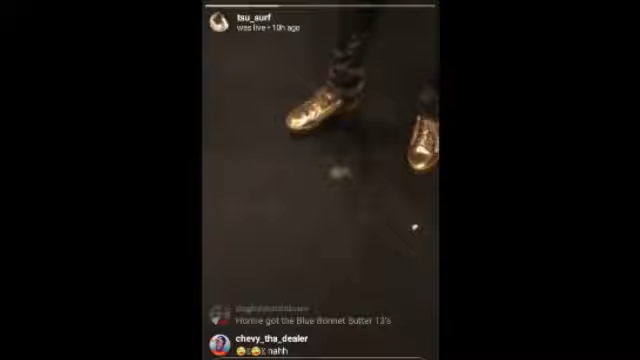 tsu_surf
was live • 10h ago
Homie got the Blue Bonnet Butter 13's
chevy_tha_dealer
😂😂 nahh